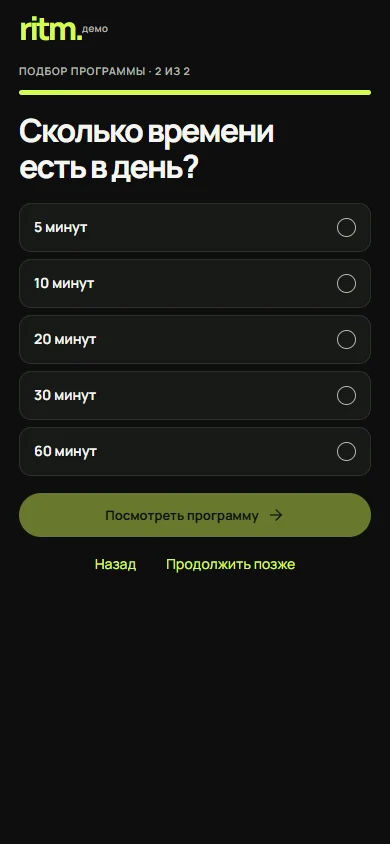 ritm. демо
ПОДБОР ПРОГРАММЫ · 2 ИЗ 2
Сколько времени
есть в день?
5 минут
10 минут
20 минут
30 минут
60 минут
Посмотреть программу →
Назад Продолжить позже